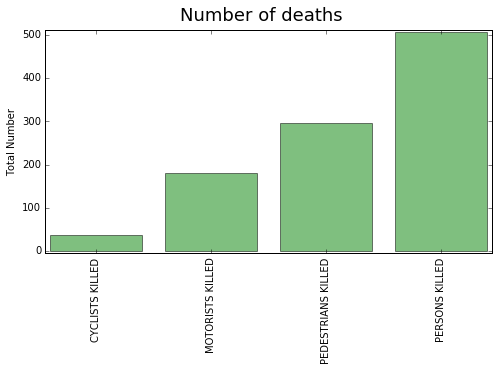 Number of deaths
Total Number
500
400
300
200
100
0
CYCLISTS KILLED
MOTORISTS KILLED
PEDESTRIANS KILLED
PERSONS KILLED